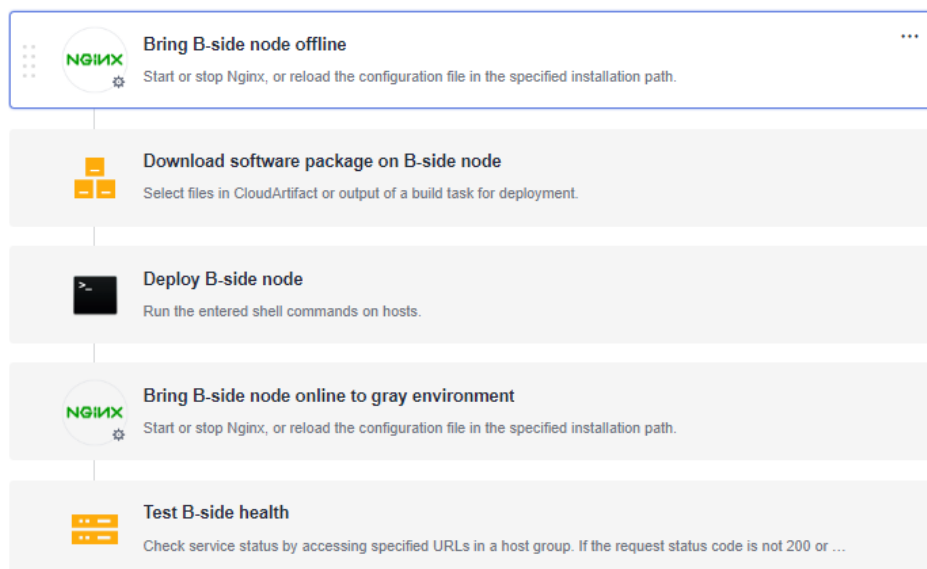 Bring B-side node offline
...
NGINX
Start or stop Nginx, or reload the configuration file in the specified installation path.
Download software package on B-side node
Select files in CloudArtifact or output of a build task for deployment.
>_
Deploy B-side node
Run the entered shell commands on hosts.
Bring B-side node online to gray environment
NGINX
Start or stop Nginx, or reload the configuration file in the specified installation path.
Test B-side health
Check service status by accessing specified URLs in a host group. If the request status code is not 200 or ...